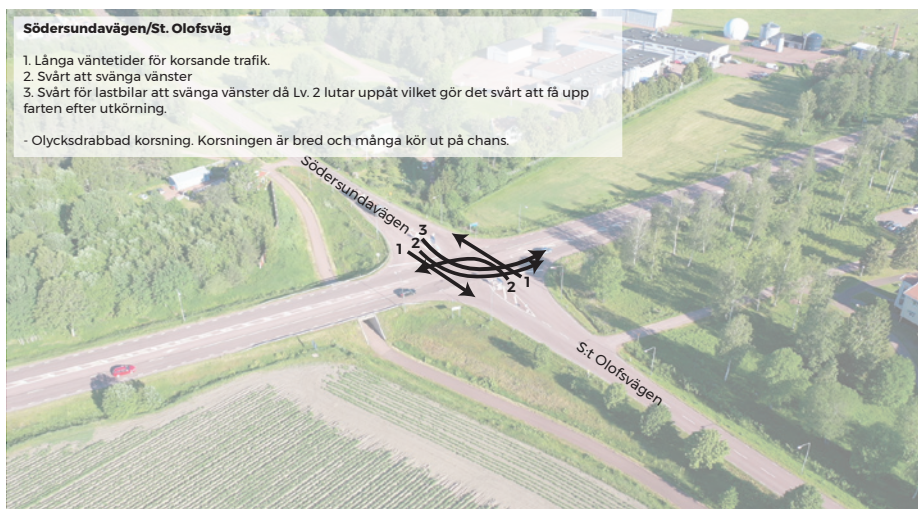 Södersundavägen/St. Olofsväg
1. Långa väntetider för korsande trafik.
2. Svårt att svänga vänster
3. Svårt för lastbilar att svänga vänster då Lv. 2 lutar uppåt vilket gör det svårt att få upp
farten efter utkörning.
- Olycksdrabbad korsning. Korsningen är bred och många kör ut på chans.
Södersundavägen
3
2
1
1
2
S:t Olofsvägen